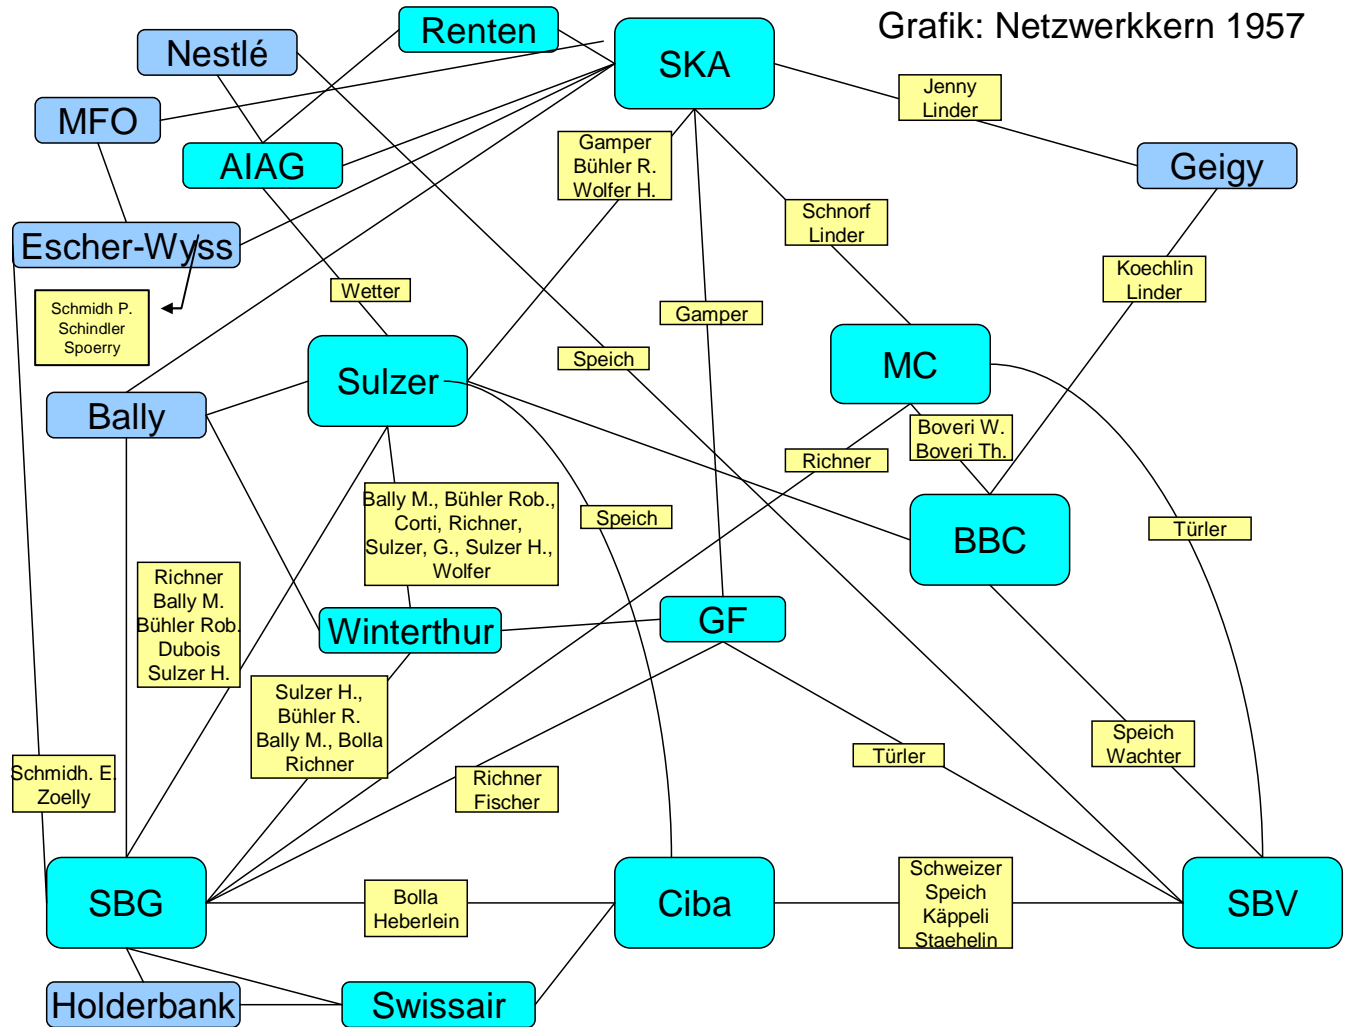 Grafik: Netzwerkkern 1957
Renten
Nestlé
SKA
Jenny
Linder
MFO
AIAG
Gamper
Bühler R.
Wolfer H.
Geigy
Schnorf
Linder
Escher-Wyss
Koechlin
Linder
Wetter
Schmidh P.
Schindler
Spoerry
Gamper
Sulzer
Speich
MC
Bally
Boveri W.
Boveri Th.
Richner
Bally M., Bühler Rob.,
Corti, Richner,
Sulzer, G., Sulzer H.,
Wolfer
Speich
BBC
Türler
Richner
Bally M.
Bühler Rob.
Dubois
Sulzer H.
Winterthur
GF
Sulzer H.,
Bühler R.
Bally M., Bolla
Richner
Speich
Wachter
Türler
Schmidh. E.
Zoelly
Richner
Fischer
SBG
Bolla
Heberlein
Ciba
Schweizer
Speich
Käppeli
Staehelin
SBV
Holderbank
Swissair